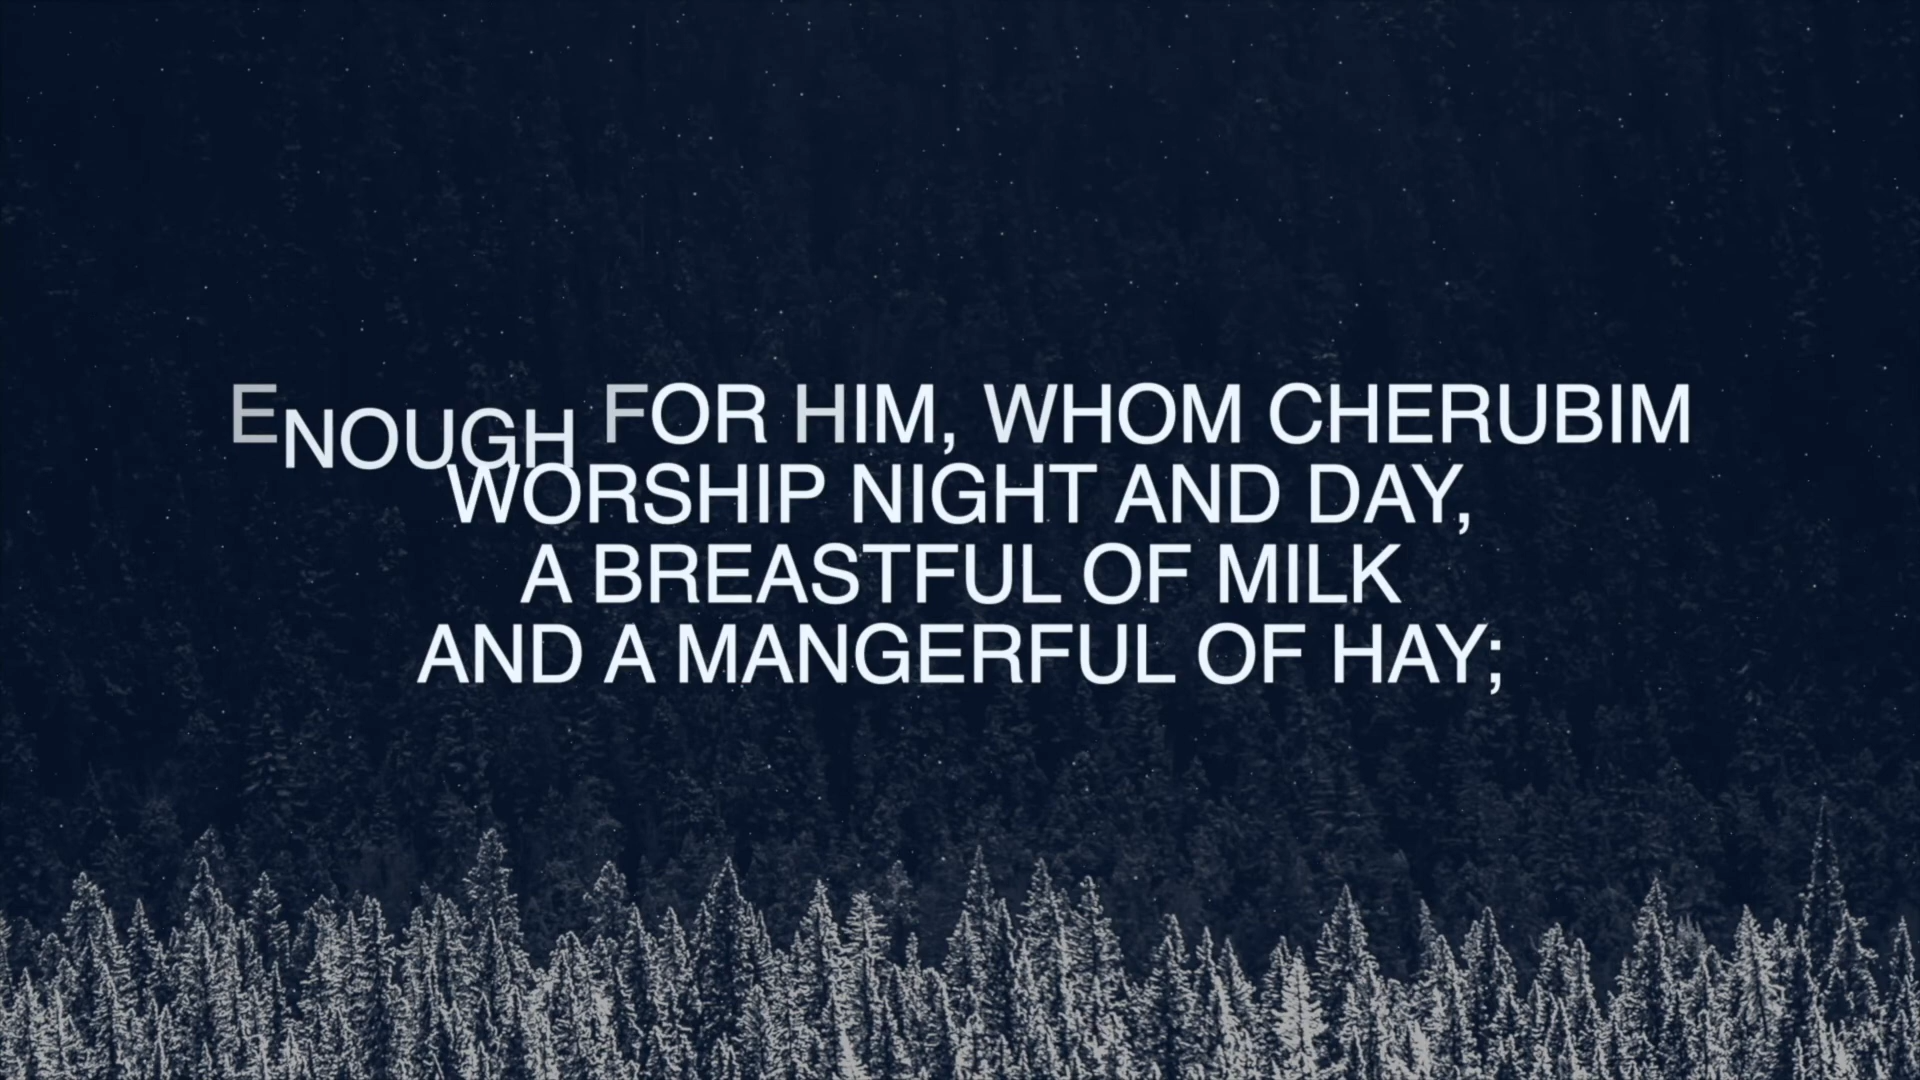 ENOUGH FOR HIM, WHOM CHERUBIM
WORSHIP NIGHT AND DAY,
A BREASTFUL OF MILK
AND A MANGERFUL OF HAY;